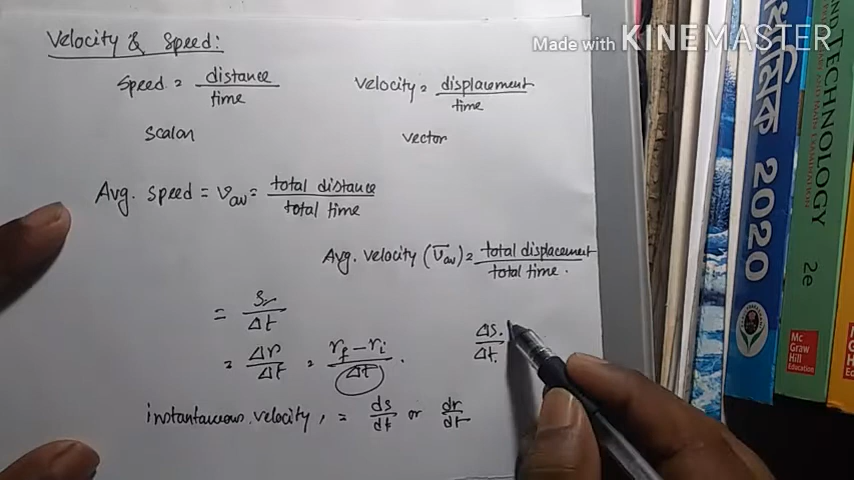 Velocity & Speed:
Made with KINEMASTER
Speed = distance / time
Velocity = displacement / time
Scalar
vector
Avg. speed = Vav = total distance / total time
Avg. velocity (V̅av) = total displacement / total time.
= Sr / Δt
= Δr / Δt = rf - ri / Δt .
ΔS. / Δt.
instantaneous velocity, = ds / dt or dr / dt
2020
TECHNOLOGY
2e
Mc
Graw
Hill
Education